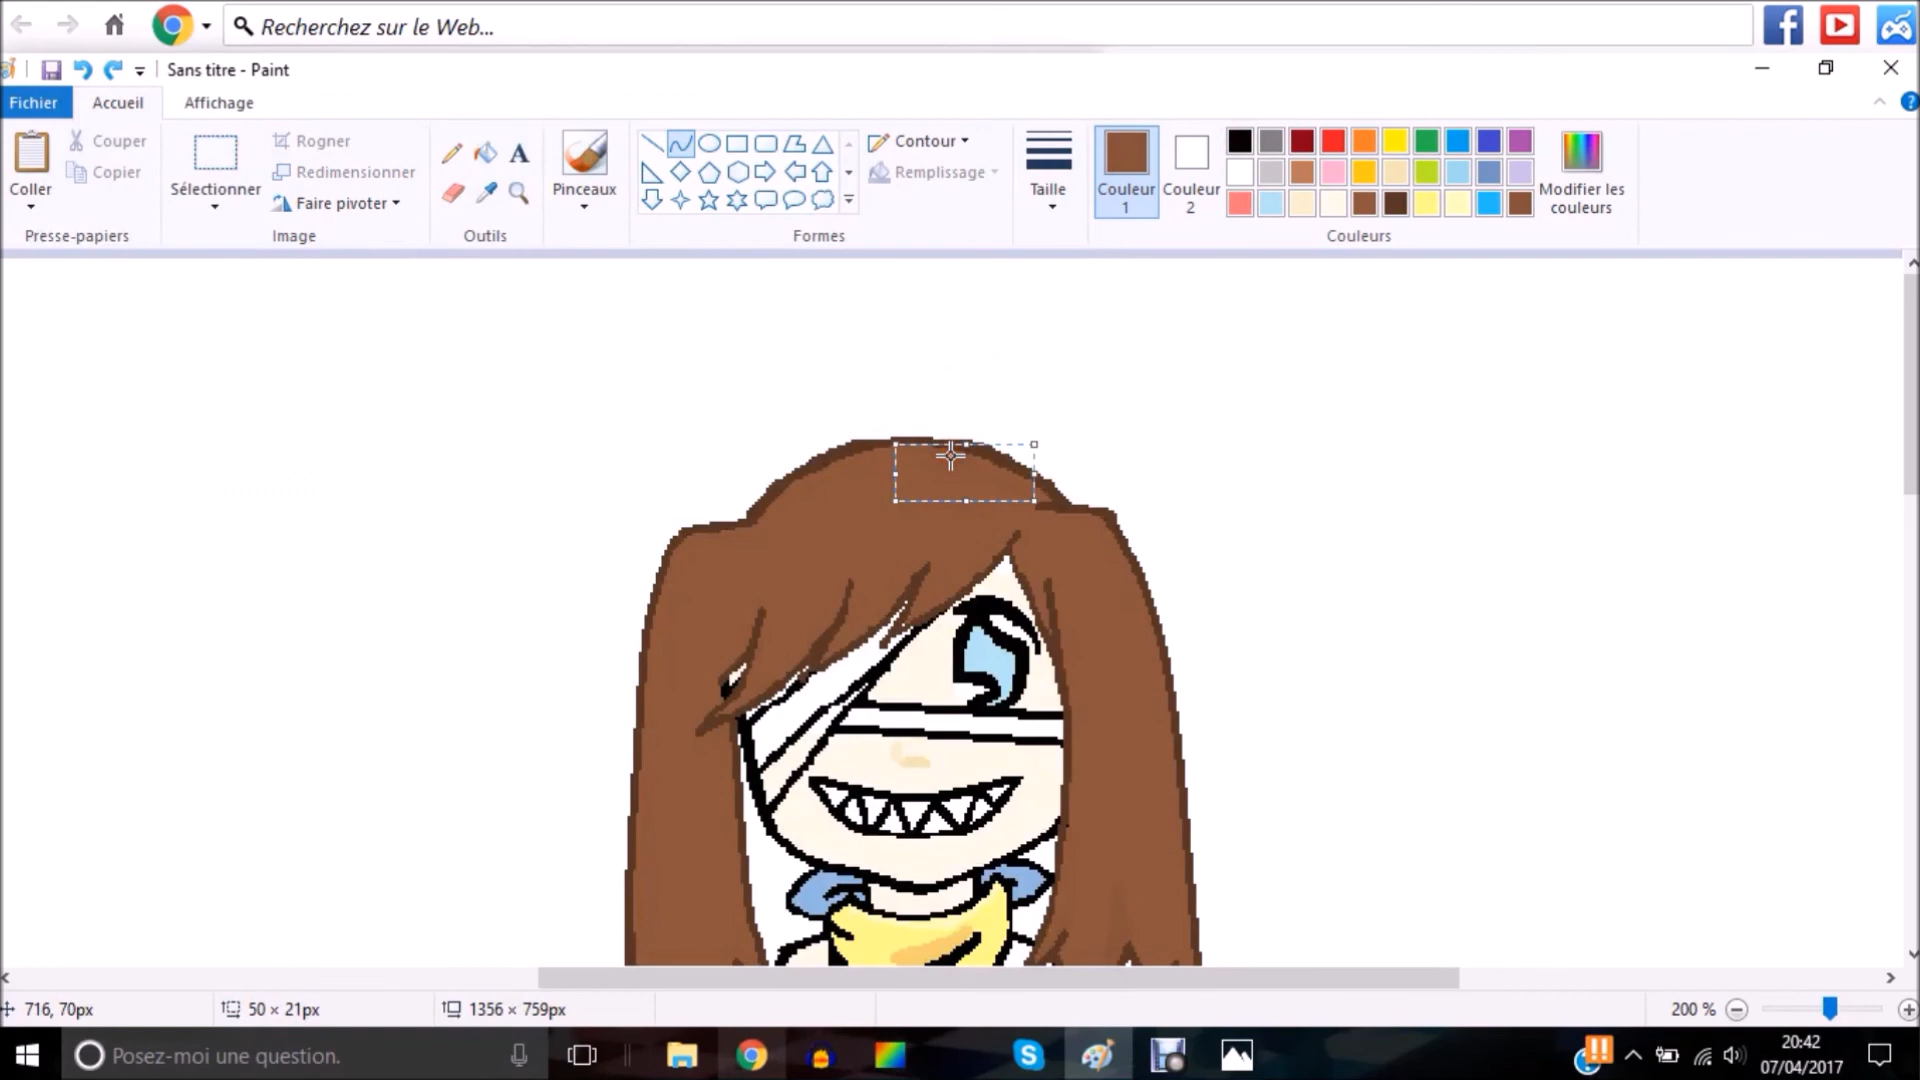 Recherchez sur le Web...
Sans titre - Paint
Fichier Accueil Affichage
Coller
Couper
Copier
Presse-papiers
Sélectionner
Rogner
Redimensionner
Faire pivoter
Image
A
Outils
Pinceaux
Contour
Remplissage
Formes
Taille
Couleur
1
Couleur
2
Modifier les
couleurs
Couleurs
716, 70px
50 × 21px
1356 × 759px
200 %
Posez-moi une question.
20:42
07/04/2017